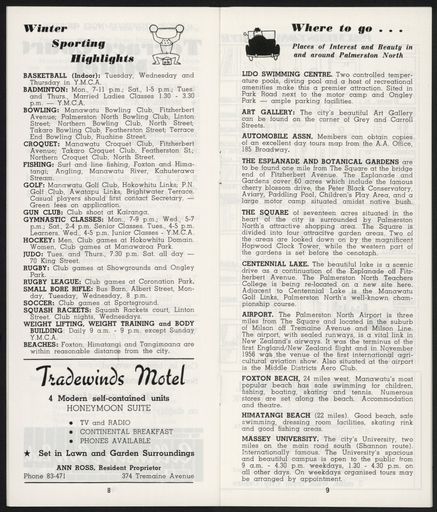 Winter
Sporting
Highlights
BASKETBALL (Indoor): Tuesday, Wednesday and
Thursday in Y.M.C.A.
BADMINTON: Mon., 7-11 p.m.; Sat., 1-5 p.m.; Tues.
and Thurs., Married Ladies Classes 1.30 - 3.30
p.m. — Y.M.C.A.
BOWLING: Manawatu Bowling Club, Fitzherbert
Avenue; Palmerston North Bowling Club, Linton
Street; Northern Bowling Club, North Street;
Takaro Bowling Club, Featherston Street; Terrace
End Bowling Club, Ruahine Street.
CROQUET: Manawatu Croquet Club, Fitzherbert
Avenue; Takaro Croquet Club, Featherston St.;
Northern Croquet Club, North Street.
FISHING: Surf and line fishing, Foxton and Hima-
tangi; Angling, Manawatu River, Kahuterawa
Stream.
GOLF: Manawatu Golf Club, Hokowhitu Links; P.N.
Golf Club, Awatapu Links, Brightwater Terrace.
Casual players should first contact Secretary. —
Green fees on application.
GUN CLUB: Club shoot at Kairanga.
GYMNASTIC CLASSES: Mon., 7-9 p.m.; Wed., 5-7
p.m.; Sat., 2-4 p.m. Senior Classes. Tues., 4-5 p.m.
Learners. Wed., 4-5 p.m. Junior Classes - Y.M.C.A.
HOCKEY: Men, Club games at Hokowhitu Domain.
Women, Club games at Manawaroa Park.
JUDO: Tues. and Thurs., 7.30 p.m. Sat. all day —
King Street.
RUGBY: Club games at Showgrounds and Ongley
Park.
RUGBY LEAGUE: Club games at Coronation Park.
SMALL BORE RIFLE: Bus Barn, Albert Street, Mon-
day, Tuesday, Wednesday, 8 p.m.
SOCCER: Club games at Sportground.
SQUASH RACKETS: Squash Rackets court, Linton
Street. Club nights, Wednesdays.
WEIGHT LIFTING, WEIGHT TRAINING and BODY
BUILDING: Daily 9 a.m. - 9 p.m. except Sunday
Y.M.C.A.
BEACHES: Foxton, Himatangi and Tangimoana are
within reasonable distance from the city.
Tradewinds Motel
4 Modern self-contained units
HONEYMOON SUITE
• TV and RADIO
• CONTINENTAL BREAKFAST
• PHONES AVAILABLE
★ Set in Lawn and Garden Surroundings
ANN ROSS, Resident Proprietor
Phone 83-471 374 Tremaine Avenue
8
Where to go . . .
Places of Interest and Beauty in
and around Palmerston North
LIDO SWIMMING CENTRE. Two controlled temper-
ature pools, diving pool and a host of recreational
amenities make this a premier attraction. Sited in
Park Road next to the motor camp and Ongley
Park — ample parking facilities.
ART GALLERY: The city's beautiful Art Gallery
can be found on the corner of Grey and Carroll
Streets.
AUTOMOBILE ASSN. Members can obtain copies
of an excellent day tours map from the A.A. Office,
185 Broadway.
THE ESPLANADE AND BOTANICAL GARDENS are
to be found one mile from The Square at the bridge
end of Fitzherbert Avenue. The Esplanade and
Gardens cover 60 acres which include the famous
cherry blossom drive, the Peter Black Conservatory,
Aviary, Paddling Pool, Children's Play Area, and a
large motor camp situated midst native bush.
THE SQUARE of seventeen acres situated in the
heart of the city is surrounded by Palmerston
North's attractive shopping area. The Square is
divided into four attractive garden areas. Two of
the areas are looked down on by the magnificent
Hopwood Clock Tower, while the western part of
the gardens is set before the cenotaph.
CENTENNIAL LAKE. The beautiful lake is a scenic
drive as a continuation of the Esplanade off Fitz-
herbert Avenue. The Palmerston North Teachers
College is being re-located on a new site here.
Adjacent to Centennial Lake is the Manawatu
Golf Links, Palmerston North's well-known cham-
pionship course.
AIRPORT. The Palmerston North Airport is three
miles from The Square and located in the suburb
of Milson off Tremaine Avenue and Milson Line.
The airport, with sealed runways, is a vital link in
New Zealand's airways. It was the terminus of the
first England/New Zealand flight and in November
1956 was the venue of the first international agri-
cultural aviation show. Also situated at the airport
is the Middle Districts Aero Club.
FOXTON BEACH, 24 miles west. Manawatu's most
popular beach has safe swimming for children,
fishing, boating, skating and tennis. Numerous
stores are set along the beach. Accommodation
and theatre.
HIMATANGI BEACH (22 miles). Good beach, safe
swimming, dressing room facilities, skating rink
and good fishing areas.
MASSEY UNIVERSITY. The city's University, two
miles on the main road south (Shannon route).
Internationally famous. The University's spacious
and beautiful campus is open to the public from
9 a.m. - 4.30 p.m. weekdays, 1.30 - 4.30 p.m. on
all other days. On weekdays organised tours may
be arranged by appointment.
9